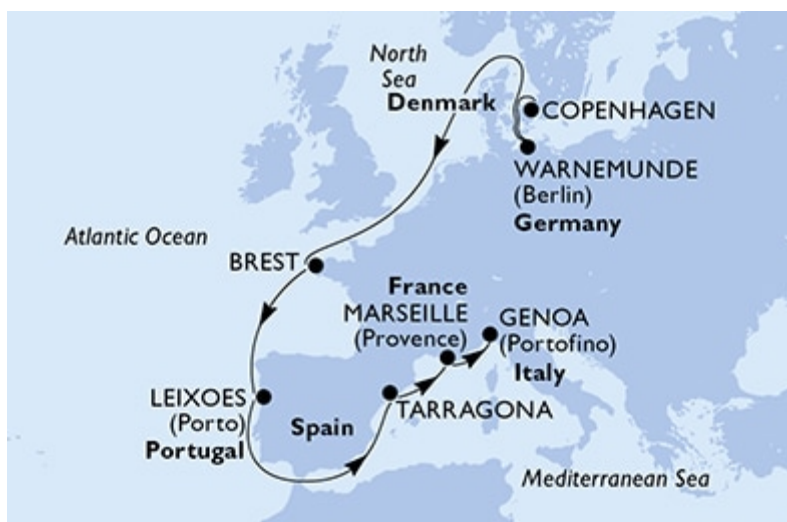 North
Sea
Denmark
COPENHAGEN
WARNEMUNDE
(Berlin)
Germany
Atlantic Ocean
BREST
France
MARSEILLE
(Provence)
GENOA
(Portofino)
Italy
LEIXOES
(Porto)
Portugal
Spain
TARRAGONA
Mediterranean Sea